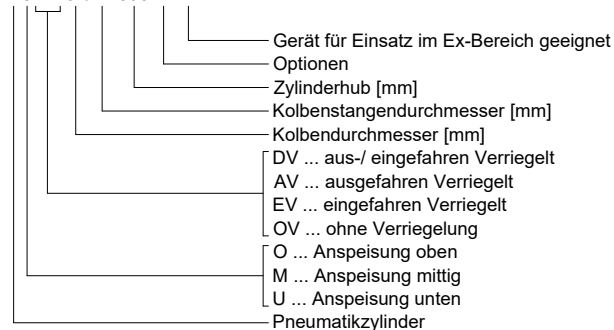 Gerät für Einsatz im Ex-Bereich geeignet
Optionen
Zylinderhub [mm]
Kolbenstangendurchmesser [mm]
Kolbendurchmesser [mm]
DV ... aus-/ eingefahren Verriegelt
AV ... ausgefahren Verriegelt
EV ... eingefahren Verriegelt
OV ... ohne Verriegelung
O ... Anspeisung oben
M ... Anspeisung mittig
U ... Anspeisung unten
Pneumatikzylinder